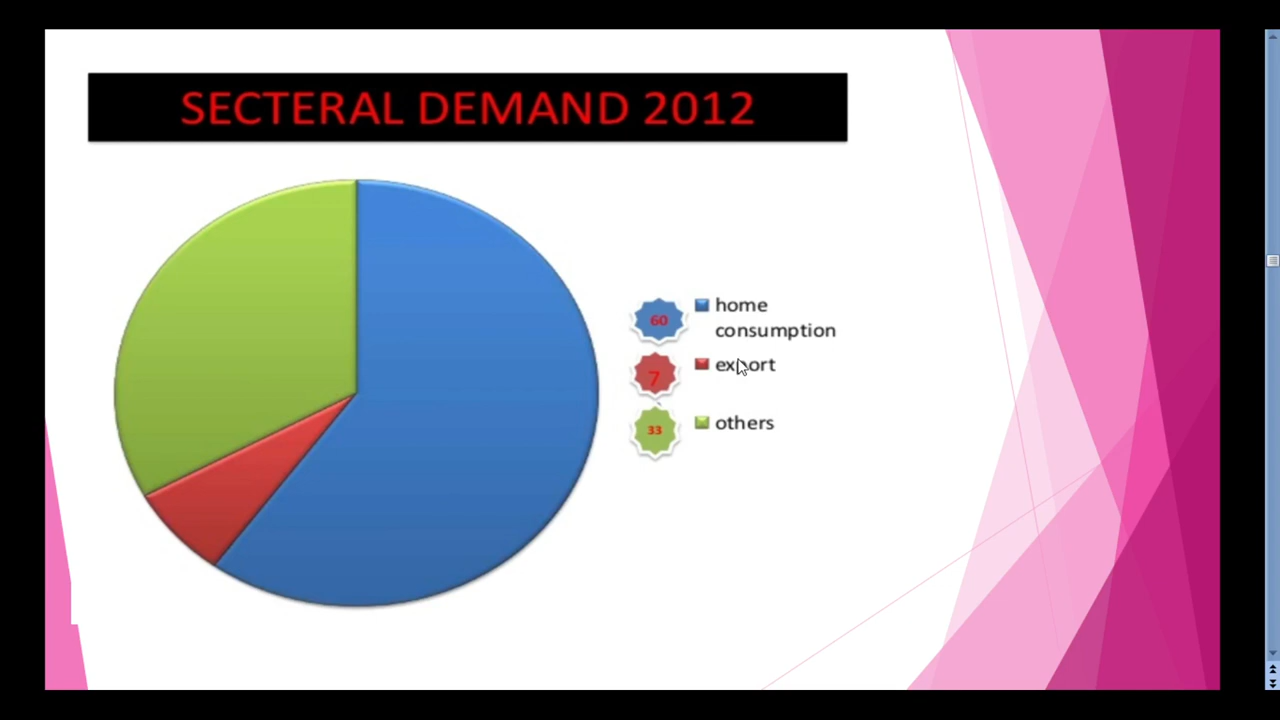 SECTERAL DEMAND 2012
60
home
consumption
7
export
33
others